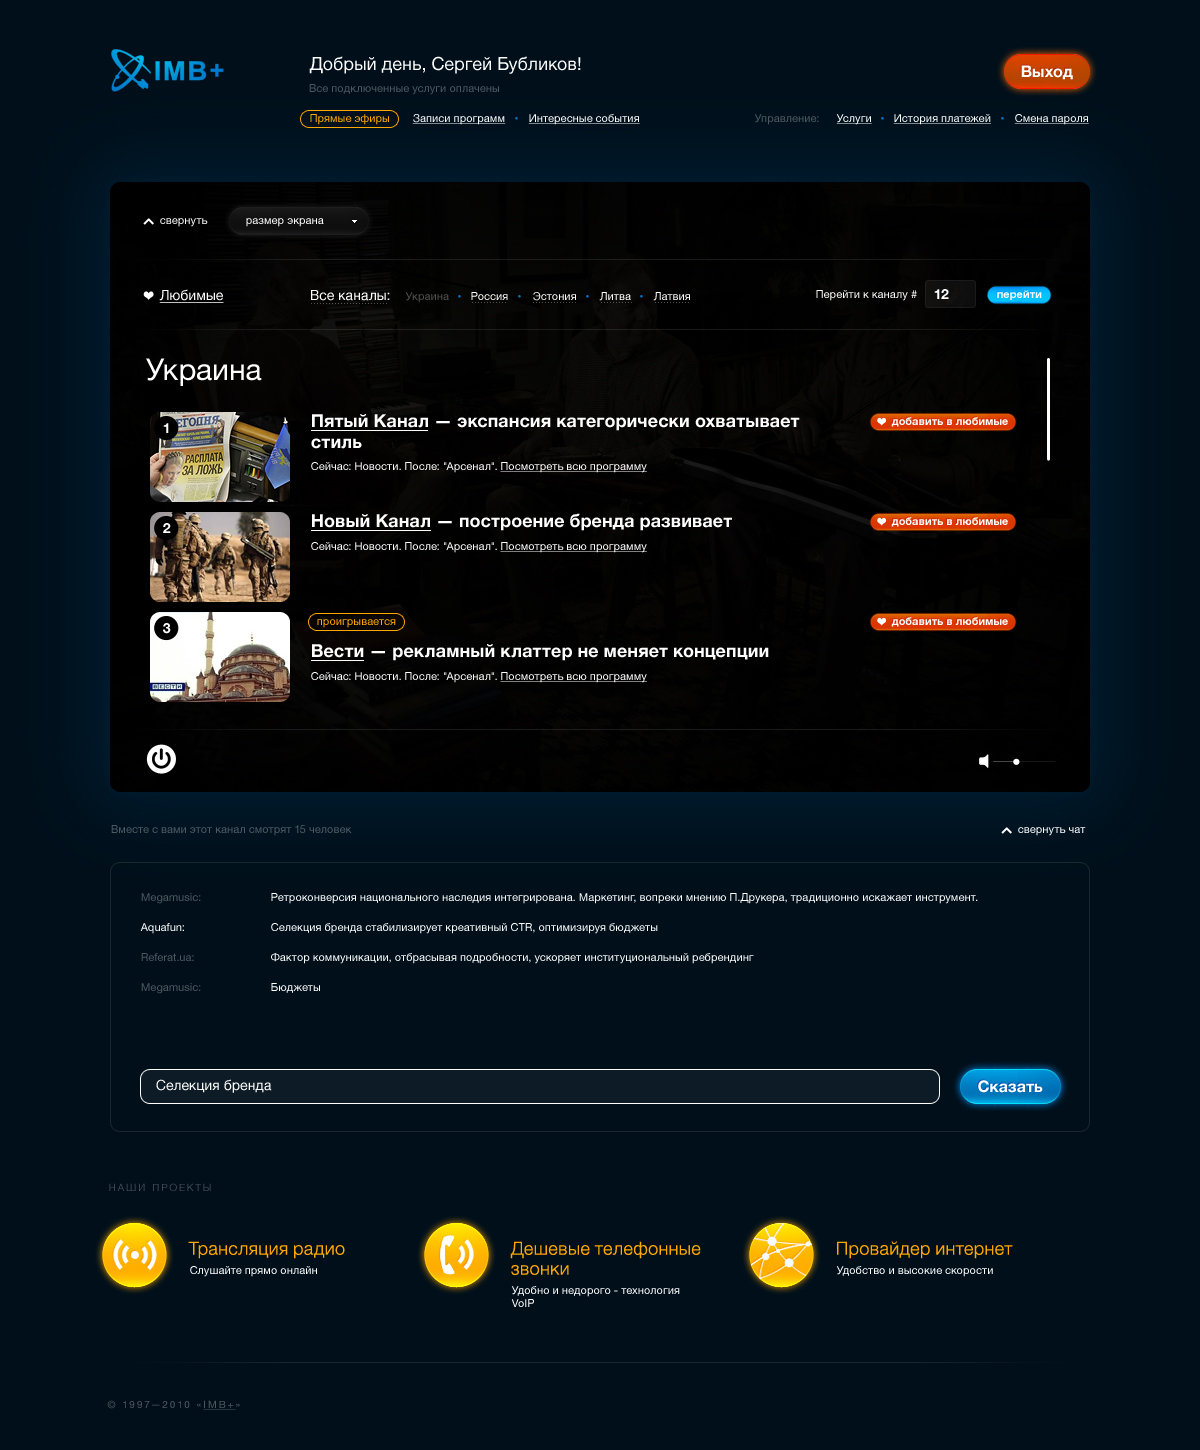 IMB+
Добрый день, Сергей Бубликов!
Все подключенные услуги оплачены
Выход
Прямые эфиры Записи программ • Интересные события
Управление: Услуги • История платежей • Смена пароля
свернуть размер экрана
Любимые
Все каналы: Украина • Россия • Эстония • Литва • Латвия
Перейти к каналу # 12 перейти
Украина
1
СЕГОДНЯ
РАСПЛАТА
ЗА ЛОЖЬ
Пятый Канал — экспансия категорически охватывает
стиль
Сейчас: Новости. После: "Арсенал". Посмотреть всю программу
добавить в любимые
2
Новый Канал — построение бренда развивает
Сейчас: Новости. После: "Арсенал". Посмотреть всю программу
добавить в любимые
3
ВЕСТИ
проигрывается
Вести — рекламный клаттер не меняет концепции
Сейчас: Новости. После: "Арсенал". Посмотреть всю программу
добавить в любимые
Вместе с вами этот канал смотрят 15 человек
свернуть чат
Megamusic: Ретроконверсия национального наследия интегрирована. Маркетинг, вопреки мнению П.Друкера, традиционно искажает инструмент.
Aquafun: Селекция бренда стабилизирует креативный CTR, оптимизируя бюджеты
Referat.ua: Фактор коммуникации, отбрасывая подробности, ускоряет институциональный ребрендинг
Megamusic: Бюджеты
Селекция бренда
Сказать
НАШИ ПРОЕКТЫ
Трансляция радио
Слушайте прямо онлайн
Дешевые телефонные
звонки
Удобно и недорого - технология
VoIP
Провайдер интернет
Удобство и высокие скорости
© 1997—2010 «IMB+»